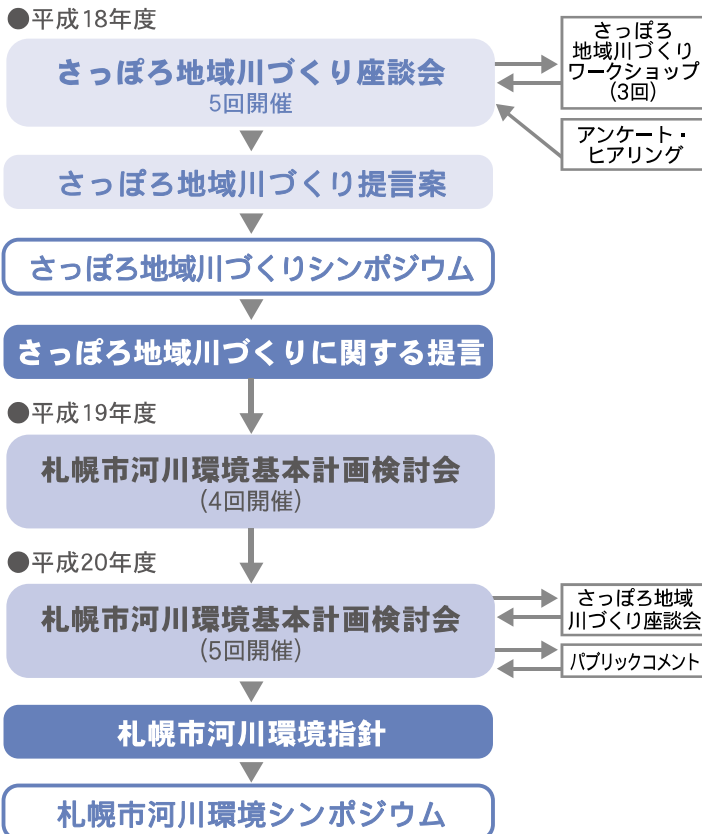 ●平成18年度
さっぽろ地域川づくり座談会
5回開催
さっぽろ
地域川づくり
ワークショップ
(3回)
アンケート・
ヒアリング
さっぽろ地域川づくり提言案
さっぽろ地域川づくりシンポジウム
さっぽろ地域川づくりに関する提言
●平成19年度
札幌市河川環境基本計画検討会
(4回開催)
●平成20年度
札幌市河川環境基本計画検討会
(5回開催)
さっぽろ地域
川づくり座談会
パブリックコメント
札幌市河川環境指針
札幌市河川環境シンポジウム